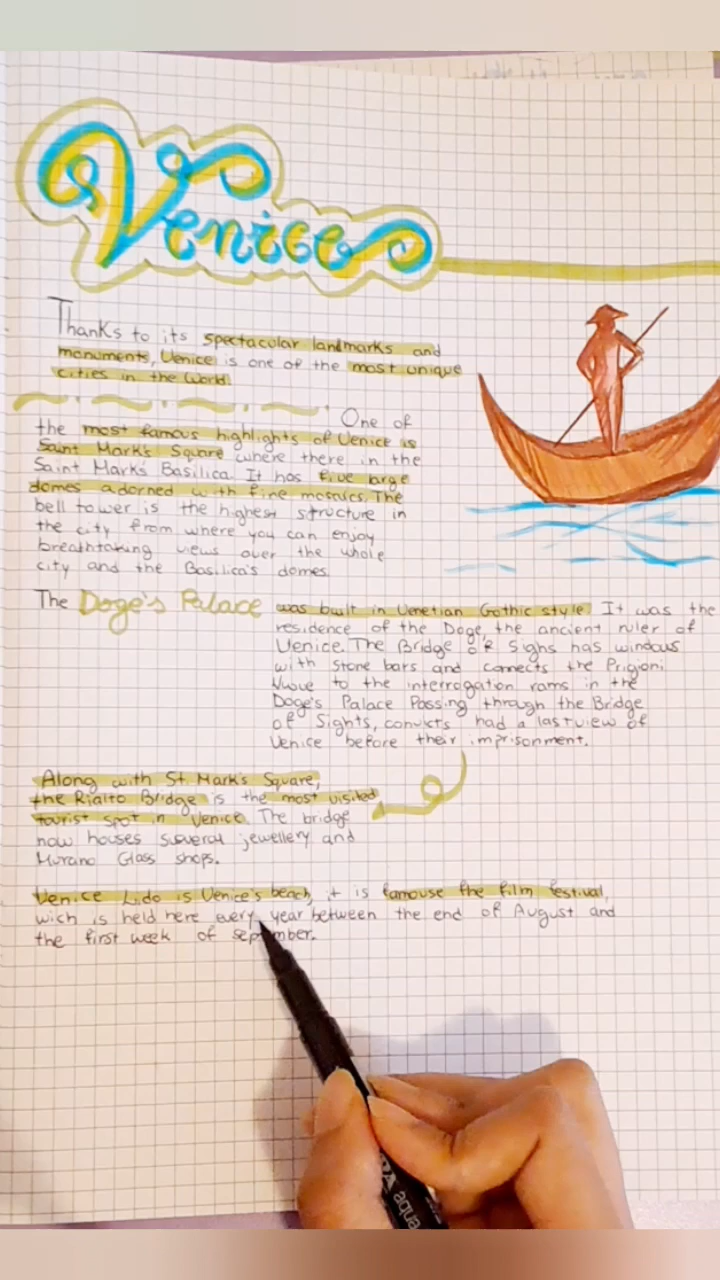 Venice
Thanks to its spectacular landmarks and
monuments, Venice is one of the most unique
cities in the World.
One of
the most famous highlights of Venice is
Saint Mark's Square where there in the
Saint Mark's Basilica. It has five large
domes adorned with fine mosaics. The
bell tower is the highest structure in
the city from where you can enjoy
breathtaking views over the whole
city and the Basilica's domes.
The Doge's Palace was built in Venetian Gothic style. It was the
residence of the Doge, the ancient ruler of
Venice. The Bridge of Sighs has windows
with stone bars and connects the Prigioni
Nuove to the interrogation rams in the
Doge's Palace Passing through the Bridge
of Sights, convicts had a last view of
Venice before their imprisonment.
Along with St. Mark's Square,
the Rialto Bridge is the most visited
tourist spot in Venice. The bridge
now houses several jewellery and
Murano Glass shops.
Venice Lido is Venice's beach, it is famouse fhe film festival,
wich is held here every year between the end of August and
the first week of september.
aqua